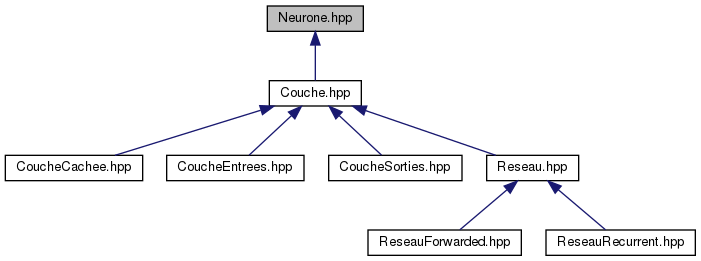 Neurone.hpp
Couche.hpp
CoucheCachee.hpp
CoucheEntrees.hpp
CoucheSorties.hpp
Reseau.hpp
ReseauForwarded.hpp
ReseauRecurrent.hpp